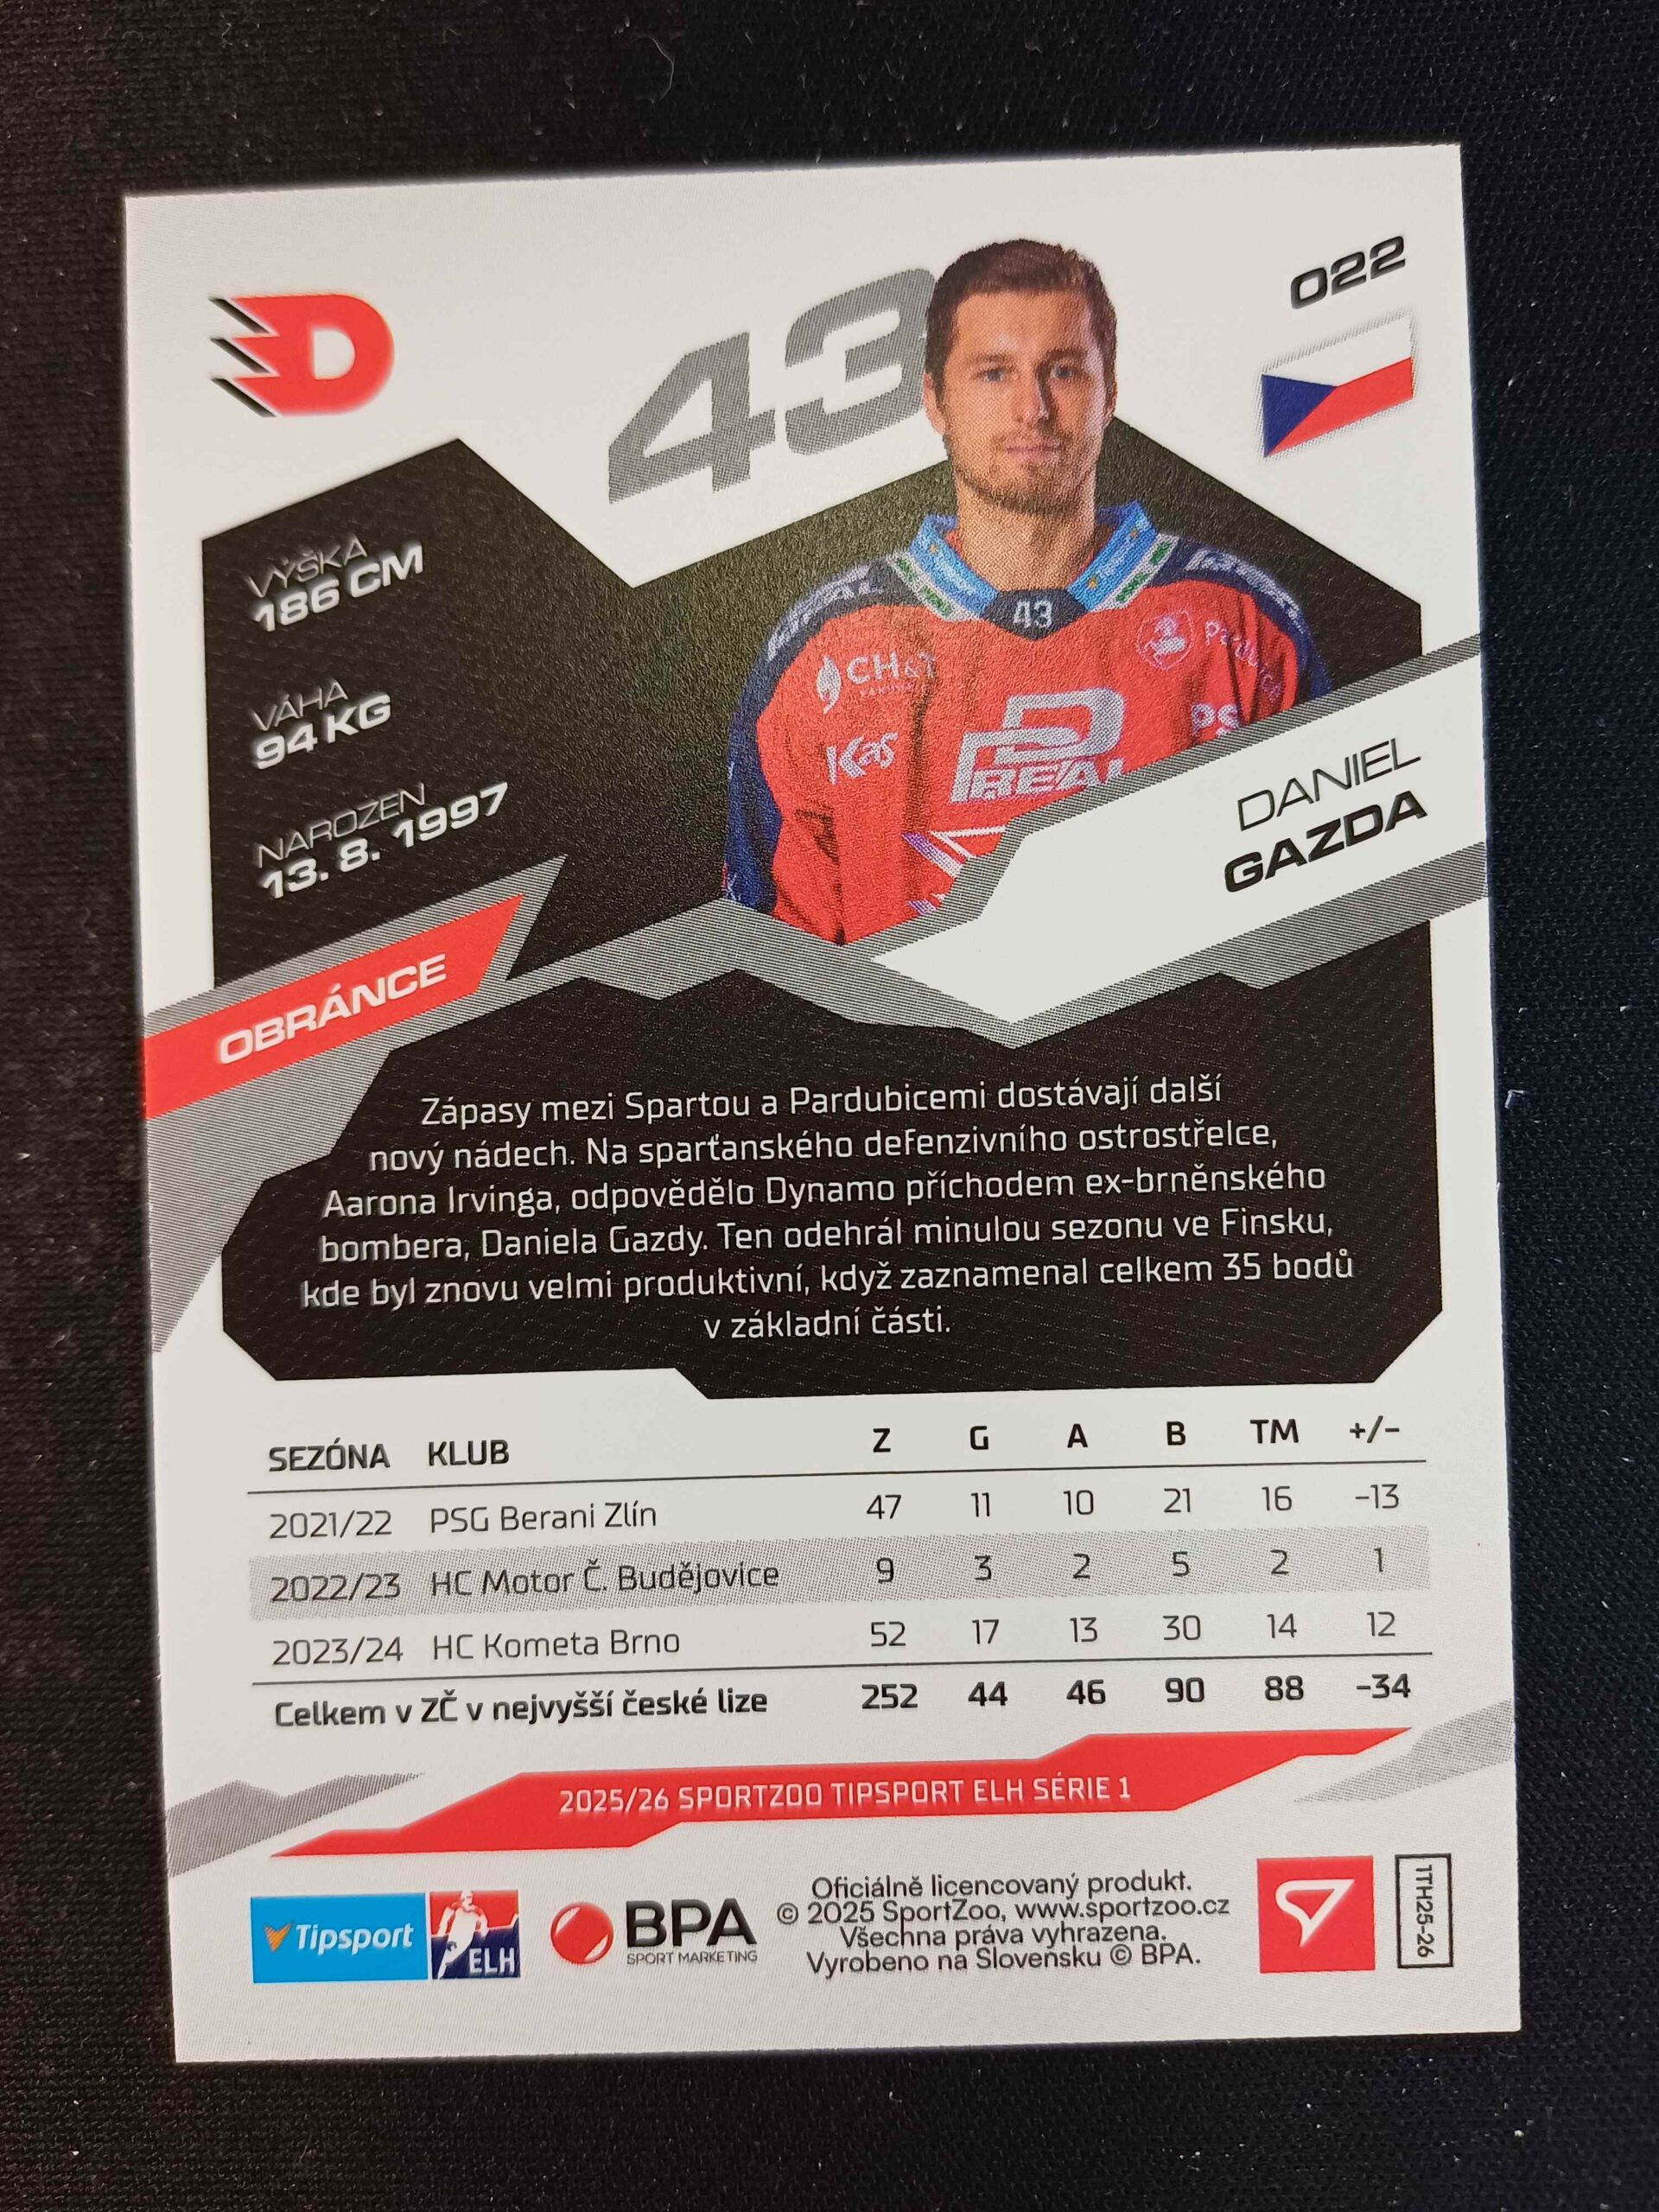 D
43
022
VÝŠKA
186 CM
VÁHA
94 KG
NAROZEN
13. 8. 1997
43
CH&T
Kas
REAL
DANIEL
GAZDA
OBRÁNCE
Zápasy mezi Spartou a Pardubicemi dostávají další
nový nádech. Na sparťanského defenzivního ostrostřelce,
Aarona Irvinga, odpovědělo Dynamo příchodem ex-brněnského
bombera, Daniela Gazdy. Ten odehrál minulou sezonu ve Finsku,
kde byl znovu velmi produktivní, když zaznamenal celkem 35 bodů
v základní části.
SEZÓNA KLUB Z G A B TM +/-
2021/22 PSG Berani Zlín 47 11 10 21 16 -13
2022/23 HC Motor Č. Budějovice 9 3 2 5 2 1
2023/24 HC Kometa Brno 52 17 13 30 14 12
Celkem v ZČ v nejvyšší české lize 252 44 46 90 88 -34
2025/26 SPORTZOO TIPSPORT ELH SÉRIE 1
Tipsport
ELH
BPA
SPORT MARKETING
Oficiálně licencovaný produkt.
© 2025 SportZoo, www.sportzoo.cz
Všechna práva vyhrazena.
Vyrobeno na Slovensku © BPA.
TTH25-26